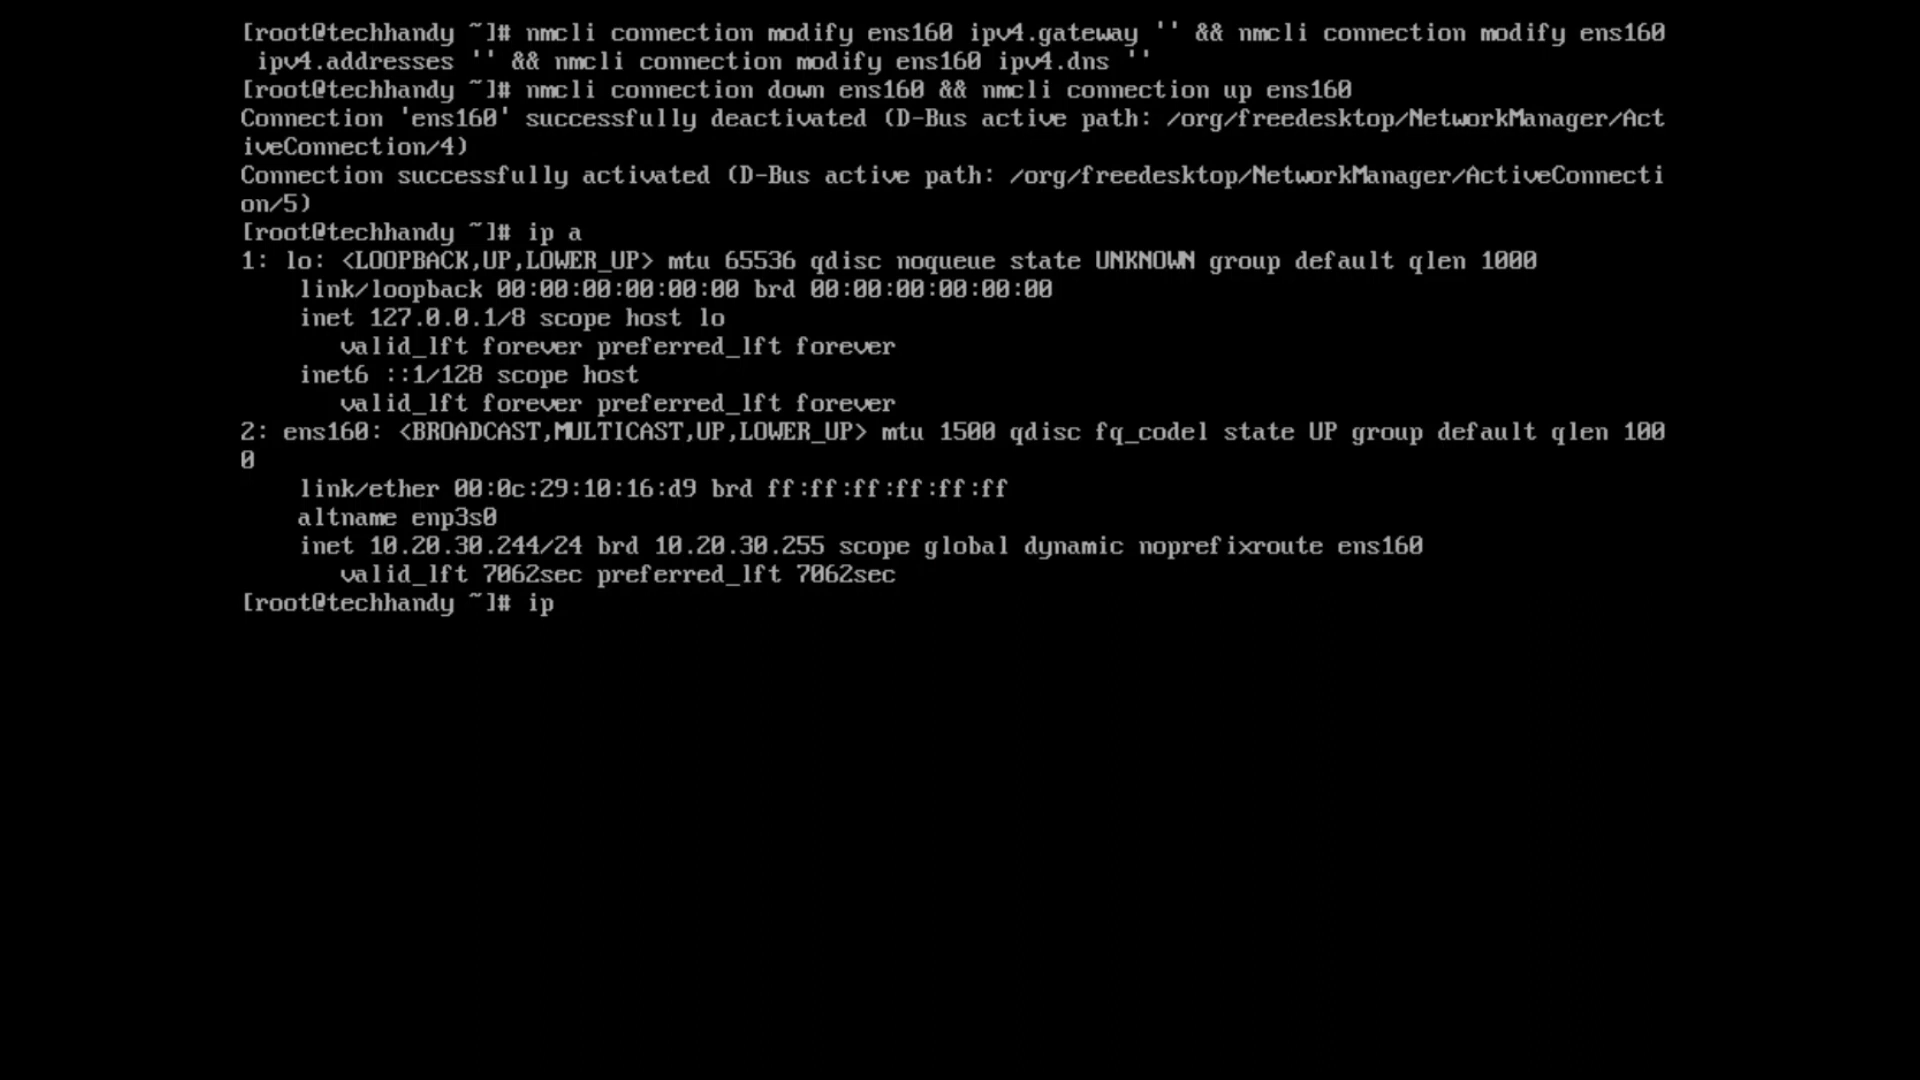 [root@techhandy ~]# nmcli connection modify ens160 ipv4.gateway '' && nmcli connection modify ens160
ipv4.addresses '' && nmcli connection modify ens160 ipv4.dns ''
[root@techhandy ~]# nmcli connection down ens160 && nmcli connection up ens160
Connection 'ens160' successfully deactivated (D-Bus active path: /org/freedesktop/NetworkManager/Act
iveConnection/4)
Connection successfully activated (D-Bus active path: /org/freedesktop/NetworkManager/ActiveConnecti
on/5)
[root@techhandy ~]# ip a
1: lo: <LOOPBACK,UP,LOWER_UP> mtu 65536 qdisc noqueue state UNKNOWN group default qlen 1000
    link/loopback 00:00:00:00:00:00 brd 00:00:00:00:00:00
    inet 127.0.0.1/8 scope host lo
       valid_lft forever preferred_lft forever
    inet6 ::1/128 scope host
       valid_lft forever preferred_lft forever
2: ens160: <BROADCAST,MULTICAST,UP,LOWER_UP> mtu 1500 qdisc fq_codel state UP group default qlen 100
0
    link/ether 00:0c:29:10:16:d9 brd ff:ff:ff:ff:ff:ff
    altname enp3s0
    inet 10.20.30.244/24 brd 10.20.30.255 scope global dynamic noprefixroute ens160
       valid_lft 7062sec preferred_lft 7062sec
[root@techhandy ~]# ip